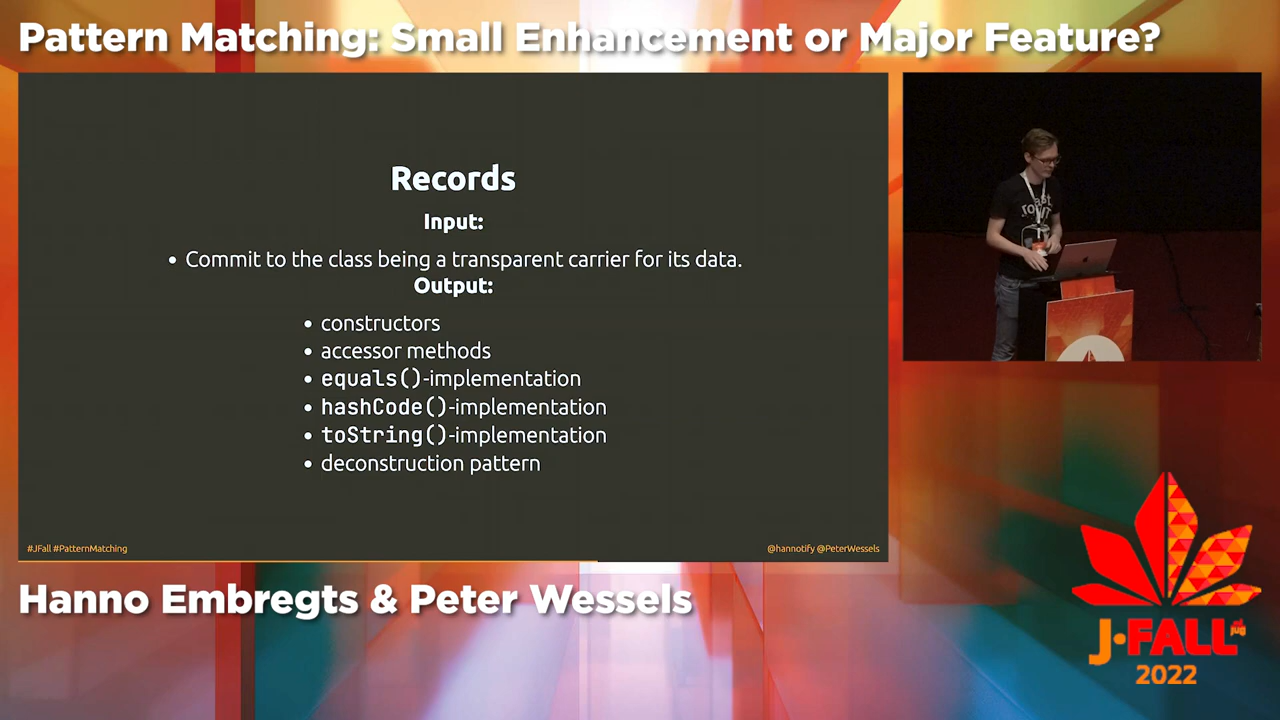 Pattern Matching: Small Enhancement or Major Feature?
Records
Input:
• Commit to the class being a transparent carrier for its data.
Output:
• constructors
• accessor methods
• equals()-implementation
• hashCode()-implementation
• toString()-implementation
• deconstruction pattern
#JFall #PatternMatching
@hannotify @PeterWessels
Hanno Embregts & Peter Wessels
J-FALL
nl jug
2022